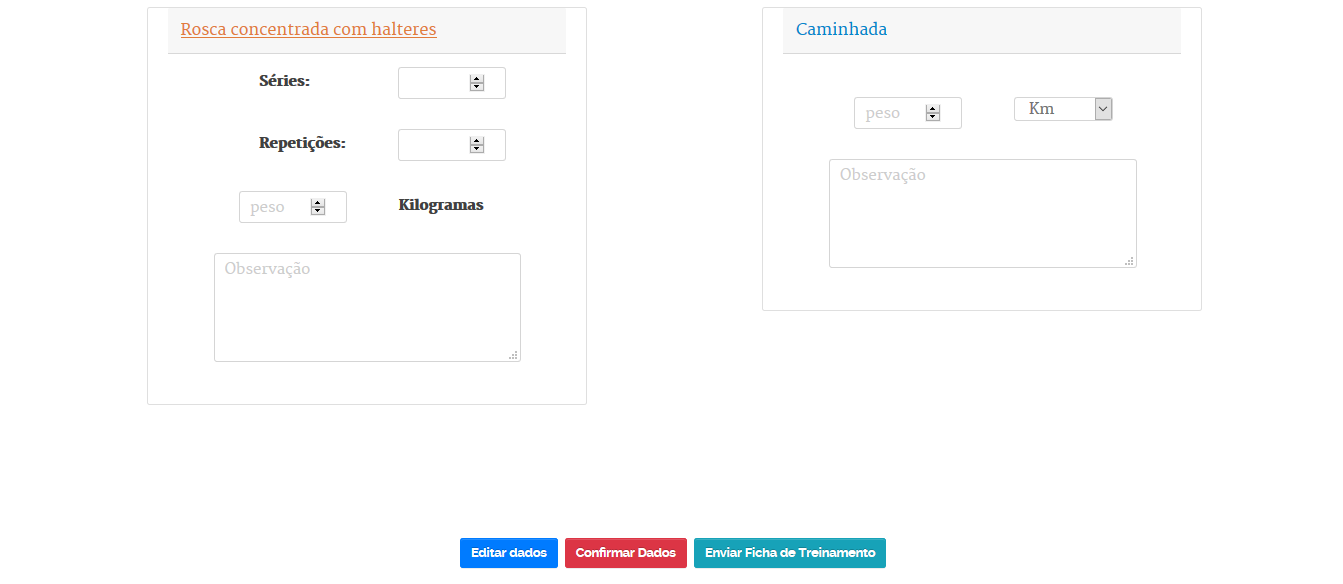 Rosca concentrada com halteres
Séries:
Repetições:
peso Kilogramas
Observação
Caminhada
peso Km
Observação
Editar dados Confirmar Dados Enviar Ficha de Treinamento